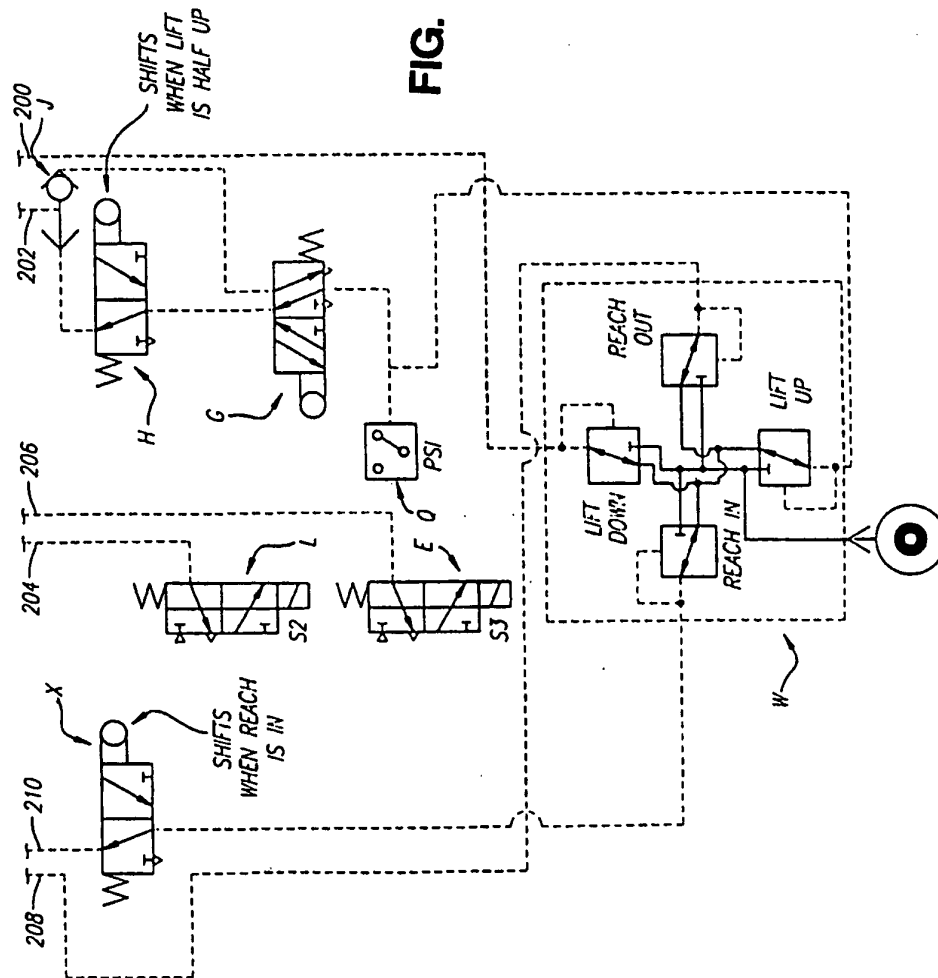 FIG.
200
J
202
SHIFTS
WHEN LIFT
IS HALF UP
H
G
206
204
L
S2
E
S3
Q
PSI
X
210
208
SHIFTS
WHEN REACH
IS IN
REACH
OUT
LIFT
DOWN
LIFT
UP
REACH IN
W